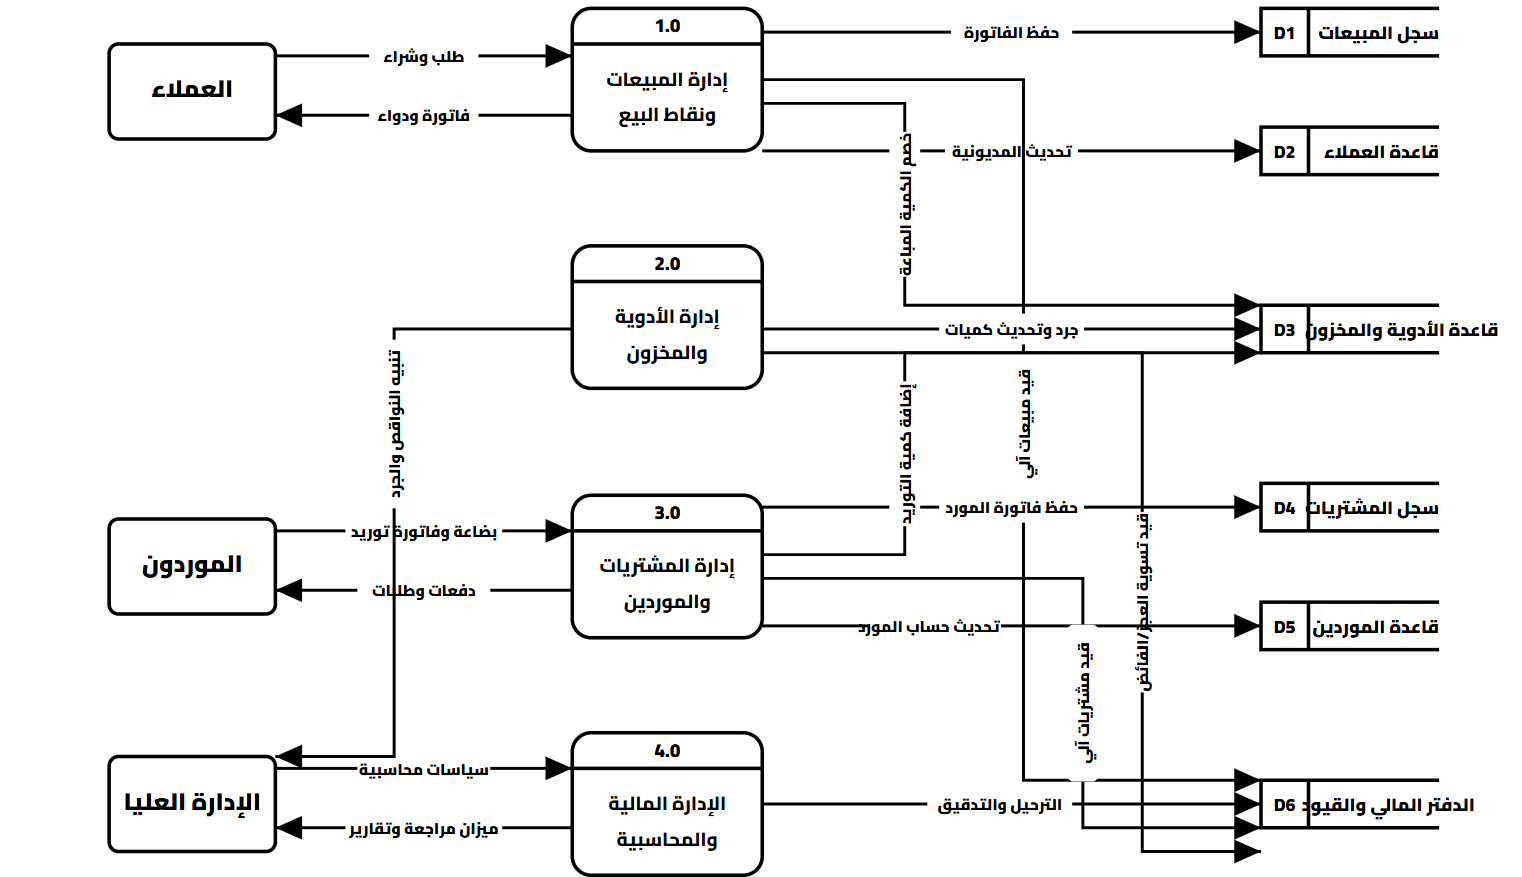 1.0
إدارة المبيعات
ونقاط البيع
العملاء
طلب وشراء
فاتورة ودواء
حفظ الفاتورة
D1
سجل المبيعات
تحديث المديونية
D2
قاعدة العملاء
خصم الكمية المباعة
2.0
إدارة الأدوية
والمخزون
جرد وتحديث كميات
D3
قاعدة الأدوية والمخزون
تنبيه النواقص والجرد
إضافة كمية التوريد
قيد مبيعات آلي
3.0
إدارة المشتريات
والموردين
الموردون
بضاعة وفاتورة توريد
دفعات وطلبات
حفظ فاتورة المورد
D4
سجل المشتريات
قيد تسوية العجز/الفائض
تحديث حساب المورد
D5
قاعدة الموردين
قيد مشتريات آلي
4.0
الإدارة المالية
والمحاسبية
الإدارة العليا
سياسات محاسبية
ميزان مراجعة وتقارير
الترحيل والتدقيق
D6
الدفتر المالي والقيود